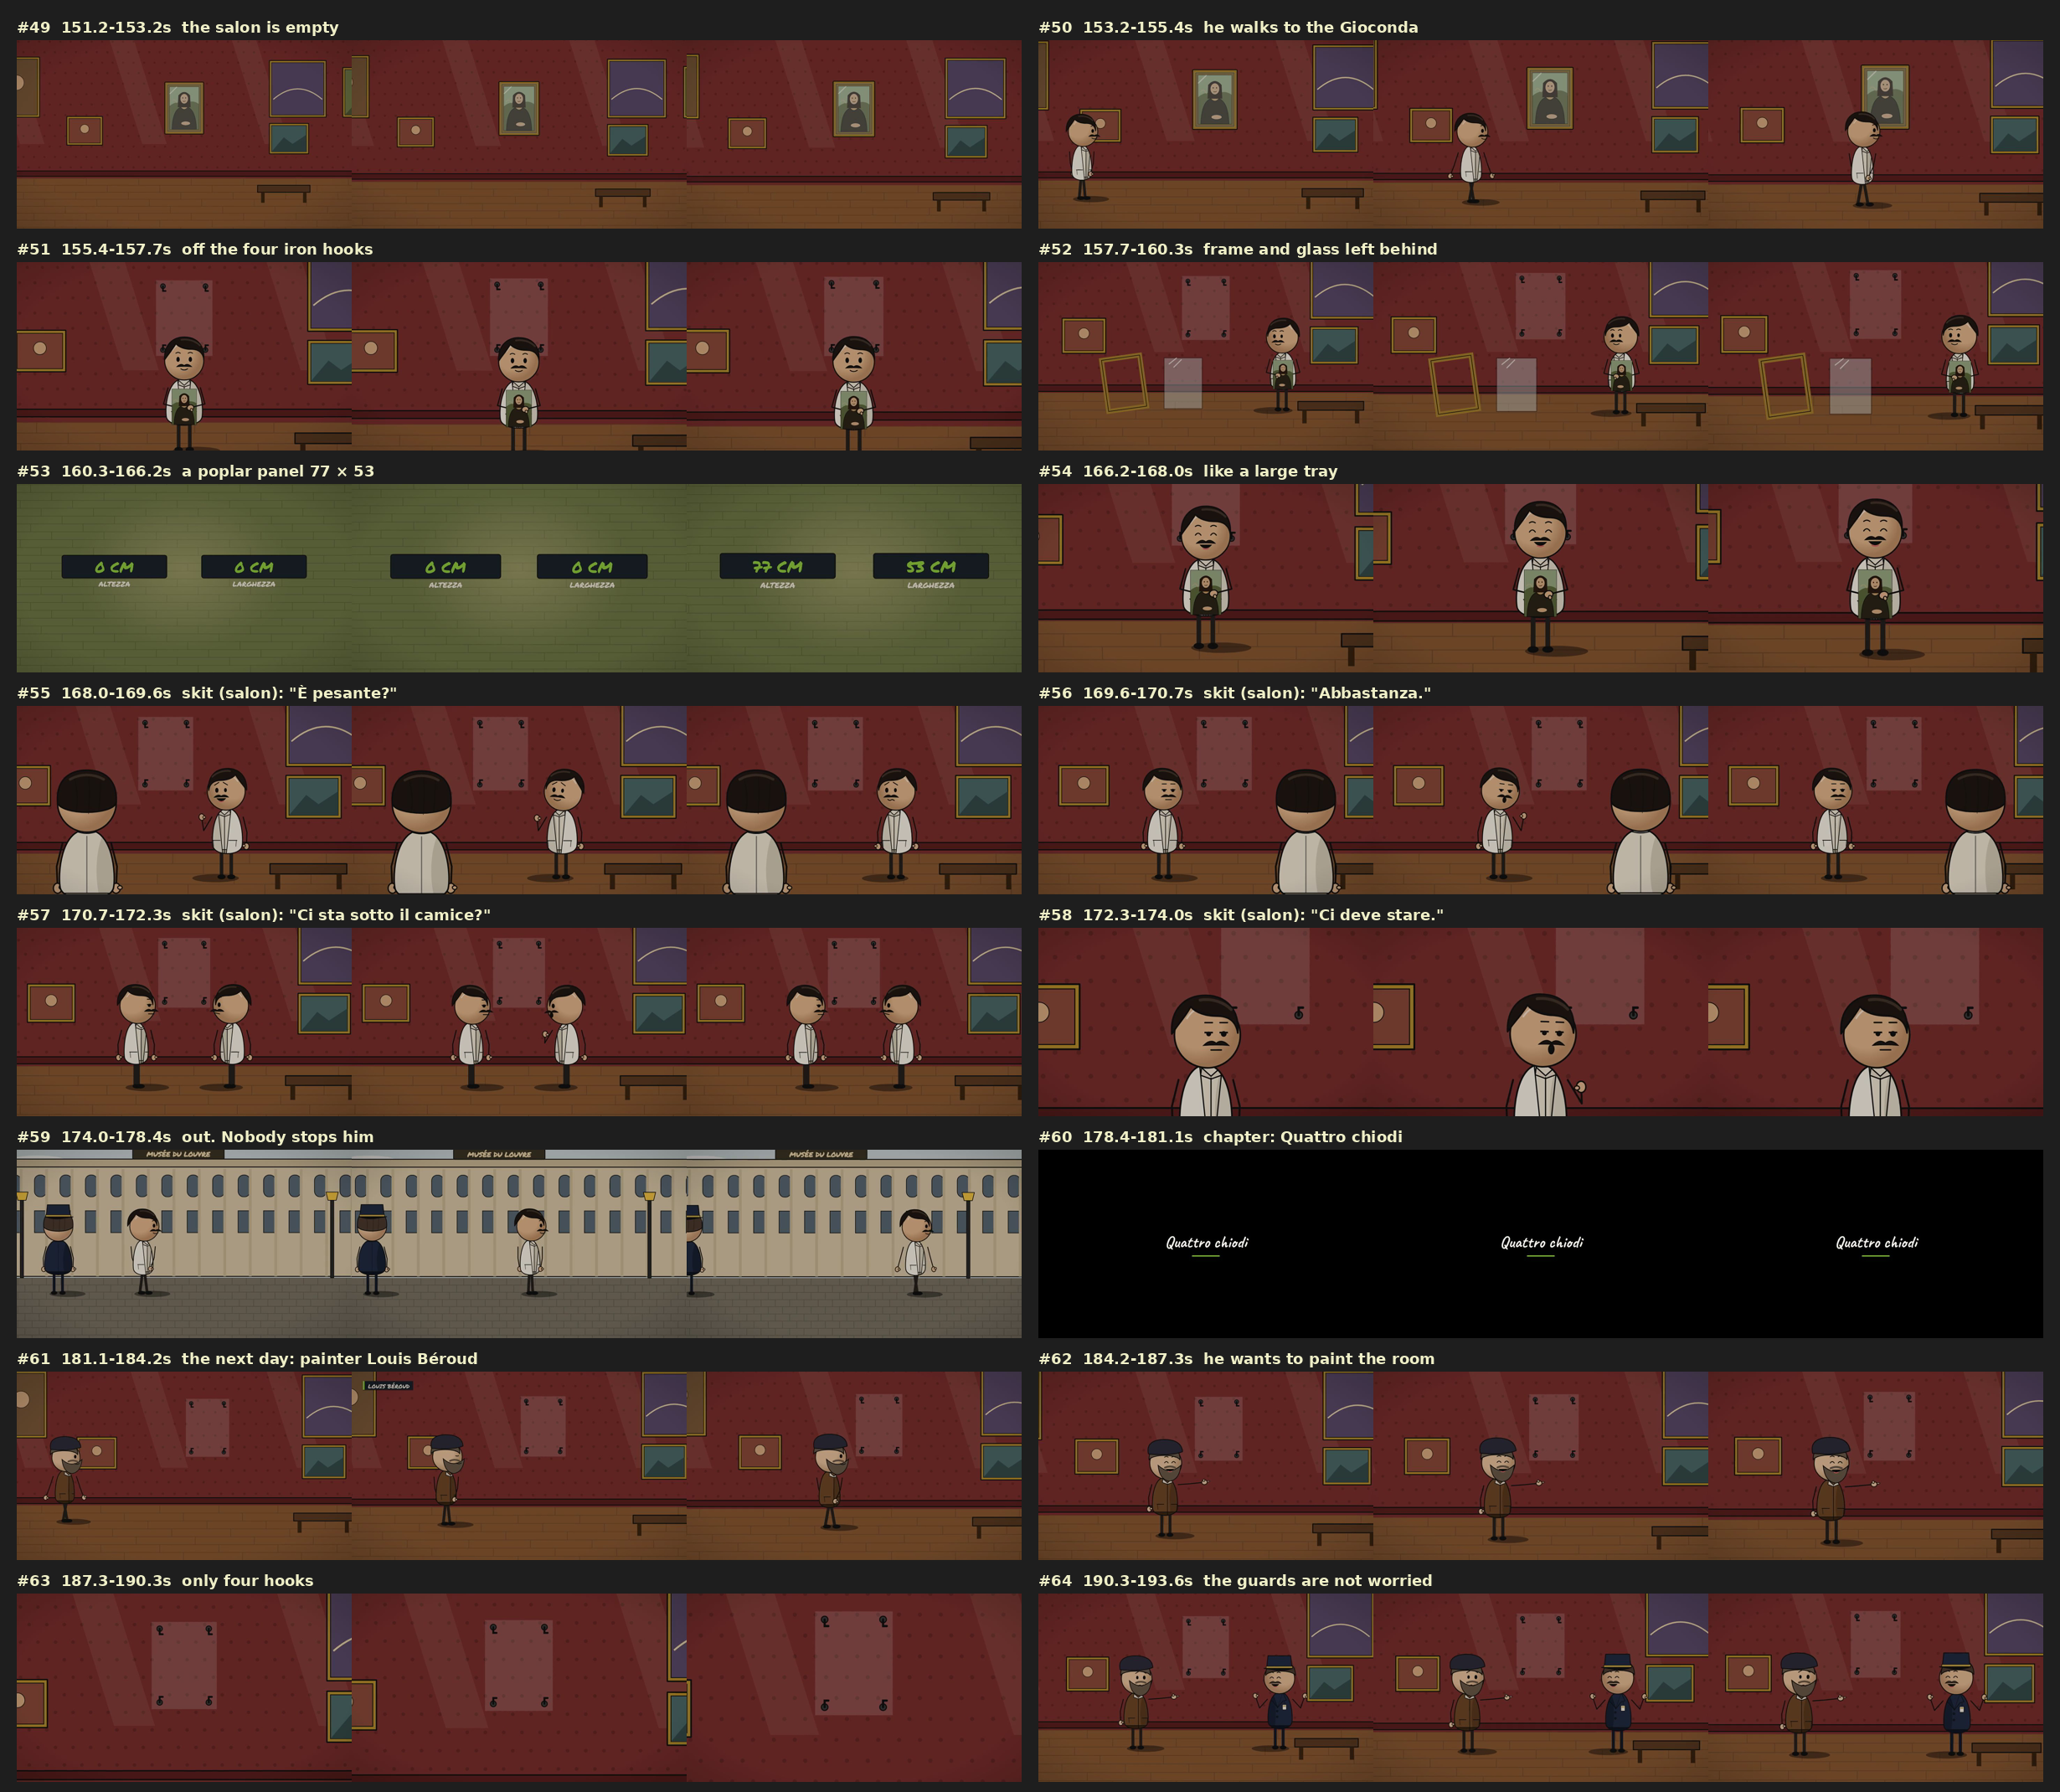 #49 151.2-153.2s the salon is empty
#50 153.2-155.4s he walks to the Gioconda
#51 155.4-157.7s off the four iron hooks
#52 157.7-160.3s frame and glass left behind
#53 160.3-166.2s a poplar panel 77 × 53
0 CM 0 CM 0 CM 0 CM 77 CM 53 CM
ALTEZZA LARGHEZZA ALTEZZA LARGHEZZA ALTEZZA LARGHEZZA
#54 166.2-168.0s like a large tray
#55 168.0-169.6s skit (salon): "È pesante?"
#56 169.6-170.7s skit (salon): "Abbastanza."
#57 170.7-172.3s skit (salon): "Ci sta sotto il camice?"
#58 172.3-174.0s skit (salon): "Ci deve stare."
#59 174.0-178.4s out. Nobody stops him
MUSÉE DU LOUVRE MUSÉE DU LOUVRE MUSÉE DU LOUVRE
#60 178.4-181.1s chapter: Quattro chiodi
Quattro chiodi Quattro chiodi Quattro chiodi
#61 181.1-184.2s the next day: painter Louis Béroud
LOUIS BÉROUD
#62 184.2-187.3s he wants to paint the room
#63 187.3-190.3s only four hooks
#64 190.3-193.6s the guards are not worried